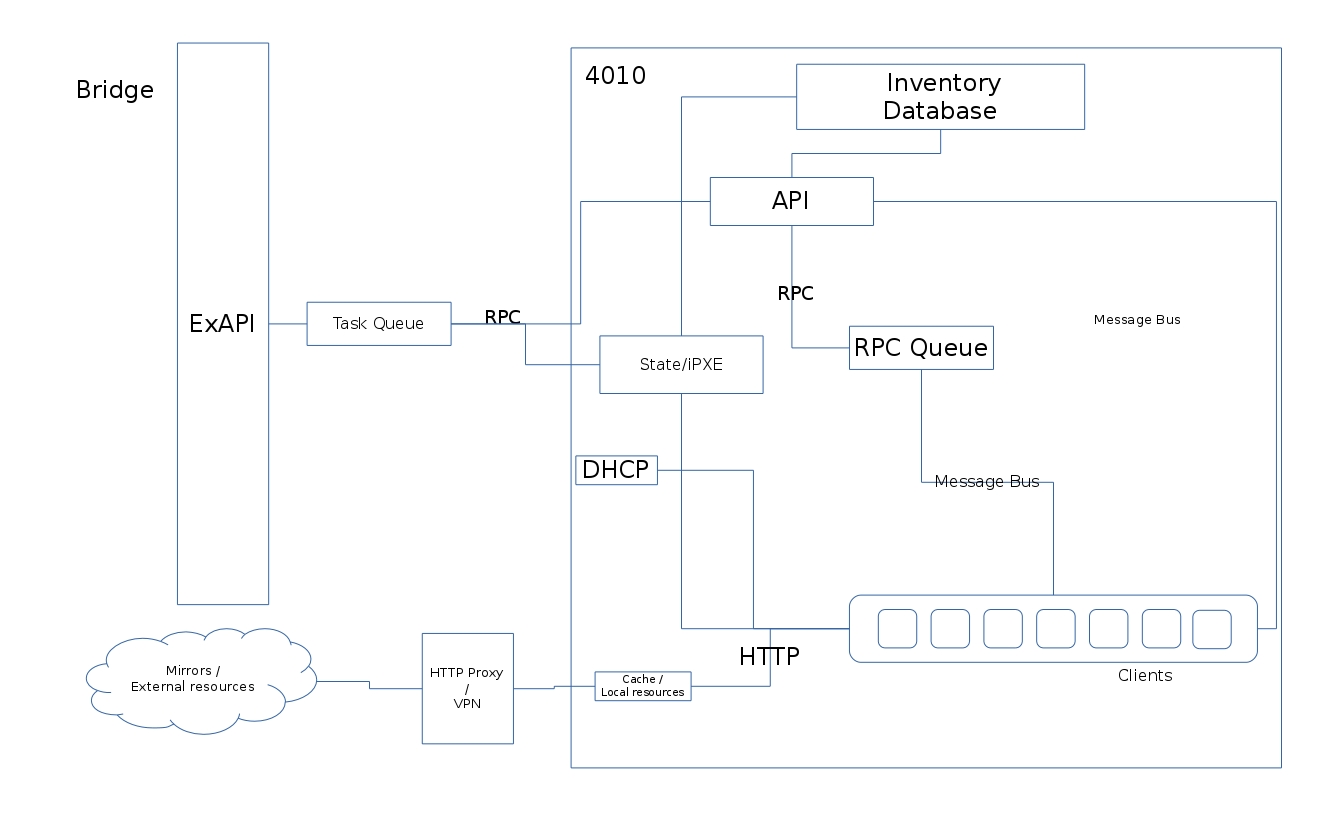 4010
Inventory
Database
Bridge
API
RPC
RPC
Message Bus
ExAPI
Task Queue
RPC Queue
State/iPXE
DHCP
Message Bus
HTTP
Mirrors /
External resources
HTTP Proxy
/
VPN
Cache /
Local resources
Clients